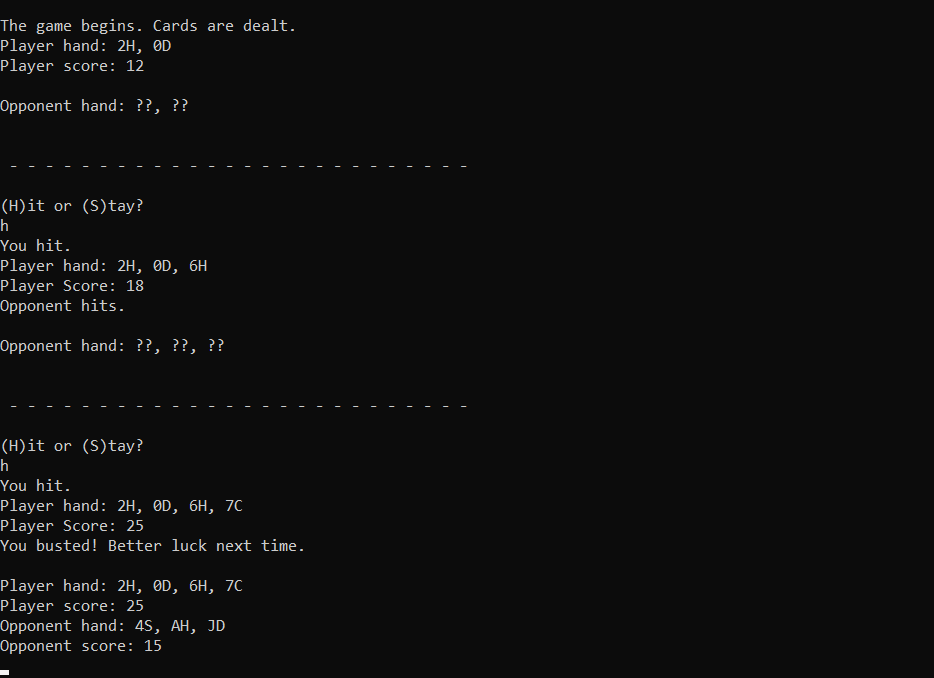 The game begins. Cards are dealt.
Player hand: 2H, 0D
Player score: 12
Opponent hand: ??, ??
- - - - - - - - - - - - - - - - - - - - - - - - - -
(H)it or (S)tay?
h
You hit.
Player hand: 2H, 0D, 6H
Player Score: 18
Opponent hits.
Opponent hand: ??, ??, ??
- - - - - - - - - - - - - - - - - - - - - - - - - -
(H)it or (S)tay?
h
You hit.
Player hand: 2H, 0D, 6H, 7C
Player Score: 25
You busted! Better luck next time.
Player hand: 2H, 0D, 6H, 7C
Player score: 25
Opponent hand: 4S, AH, JD
Opponent score: 15